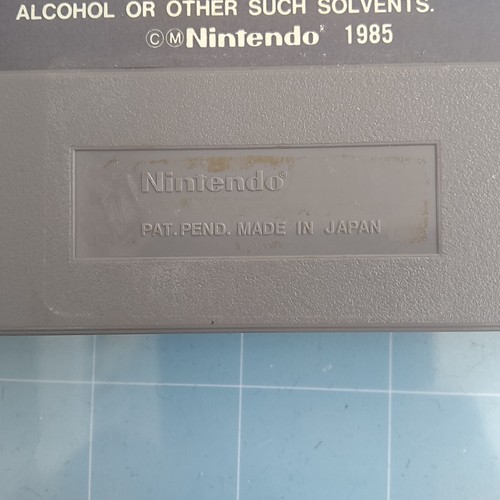 ALCOHOL OR OTHER SUCH SOLVENTS.
©Ⓜ Nintendo® 1985
Nintendo®
PAT. PEND. MADE IN JAPAN